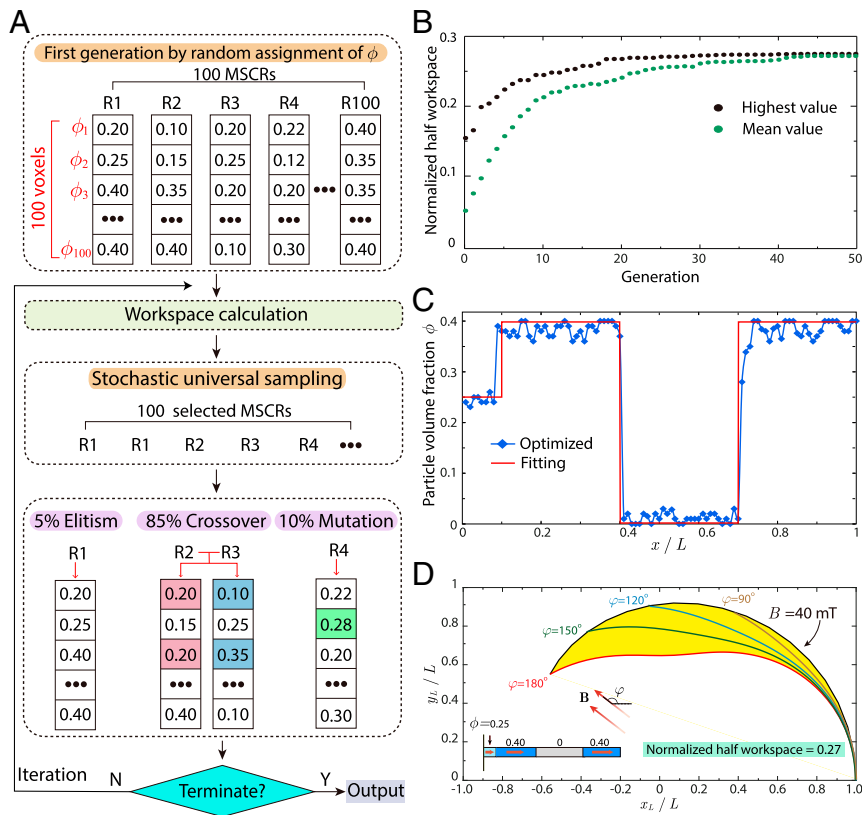 A
First generation by random assignment of ϕ
100 MSCRs
R1 R2 R3 R4 R100
100 voxels
ϕ1 0.20 0.10 0.20 0.22 0.40
ϕ2 0.25 0.15 0.25 0.12 0.35
ϕ3 0.40 0.35 0.20 0.20 ••• 0.35
••• ••• ••• ••• •••
ϕ100 0.40 0.40 0.10 0.30 0.40
Workspace calculation
Stochastic universal sampling
100 selected MSCRs
R1 R1 R2 R3 R4 •••
5% Elitism 85% Crossover 10% Mutation
R1 R2 R3 R4
0.20 0.20 0.10 0.22
0.25 0.15 0.25 0.28
0.40 0.20 0.35 0.20
••• ••• ••• •••
0.40 0.40 0.10 0.30
Iteration N Terminate? Y Output
B
Normalized half workspace
0.3
0.2
0.1
0
Highest value
Mean value
0 10 20 30 40 50
Generation
C
Particle volume fraction ϕ
0.4
0.3
0.2
0.1
0
Optimized
Fitting
0 0.2 0.4 0.6 0.8 1
x / L
D
yL / L
1
0.8
0.6
0.4
0.2
0
φ=90°
φ=120°
φ=150°
φ=180°
B =40 mT
B
φ
ϕ=0.25
0.40 0 0.40
Normalized half workspace = 0.27
-1.0 -0.8 -0.6 -0.4 -0.2 0 0.2 0.4 0.6 0.8 1.0
xL / L